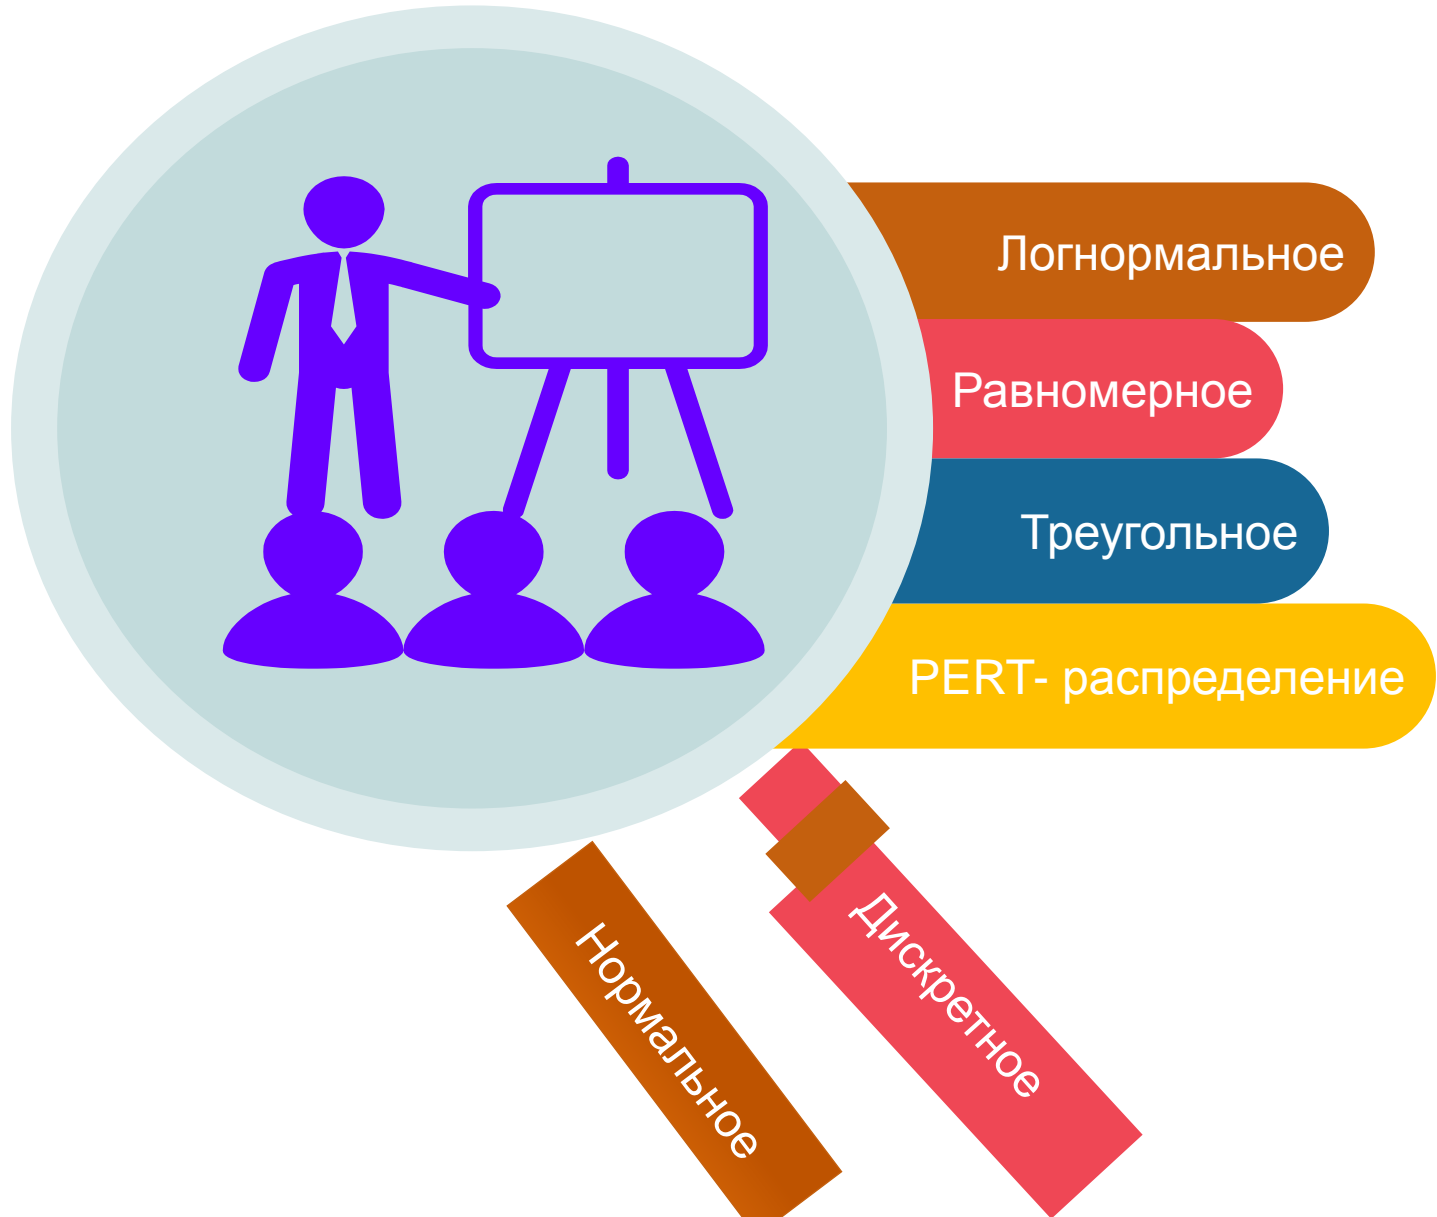 Логнормальное
Равномерное
Треугольное
PERT- распределение
Дискретное
Нормальное